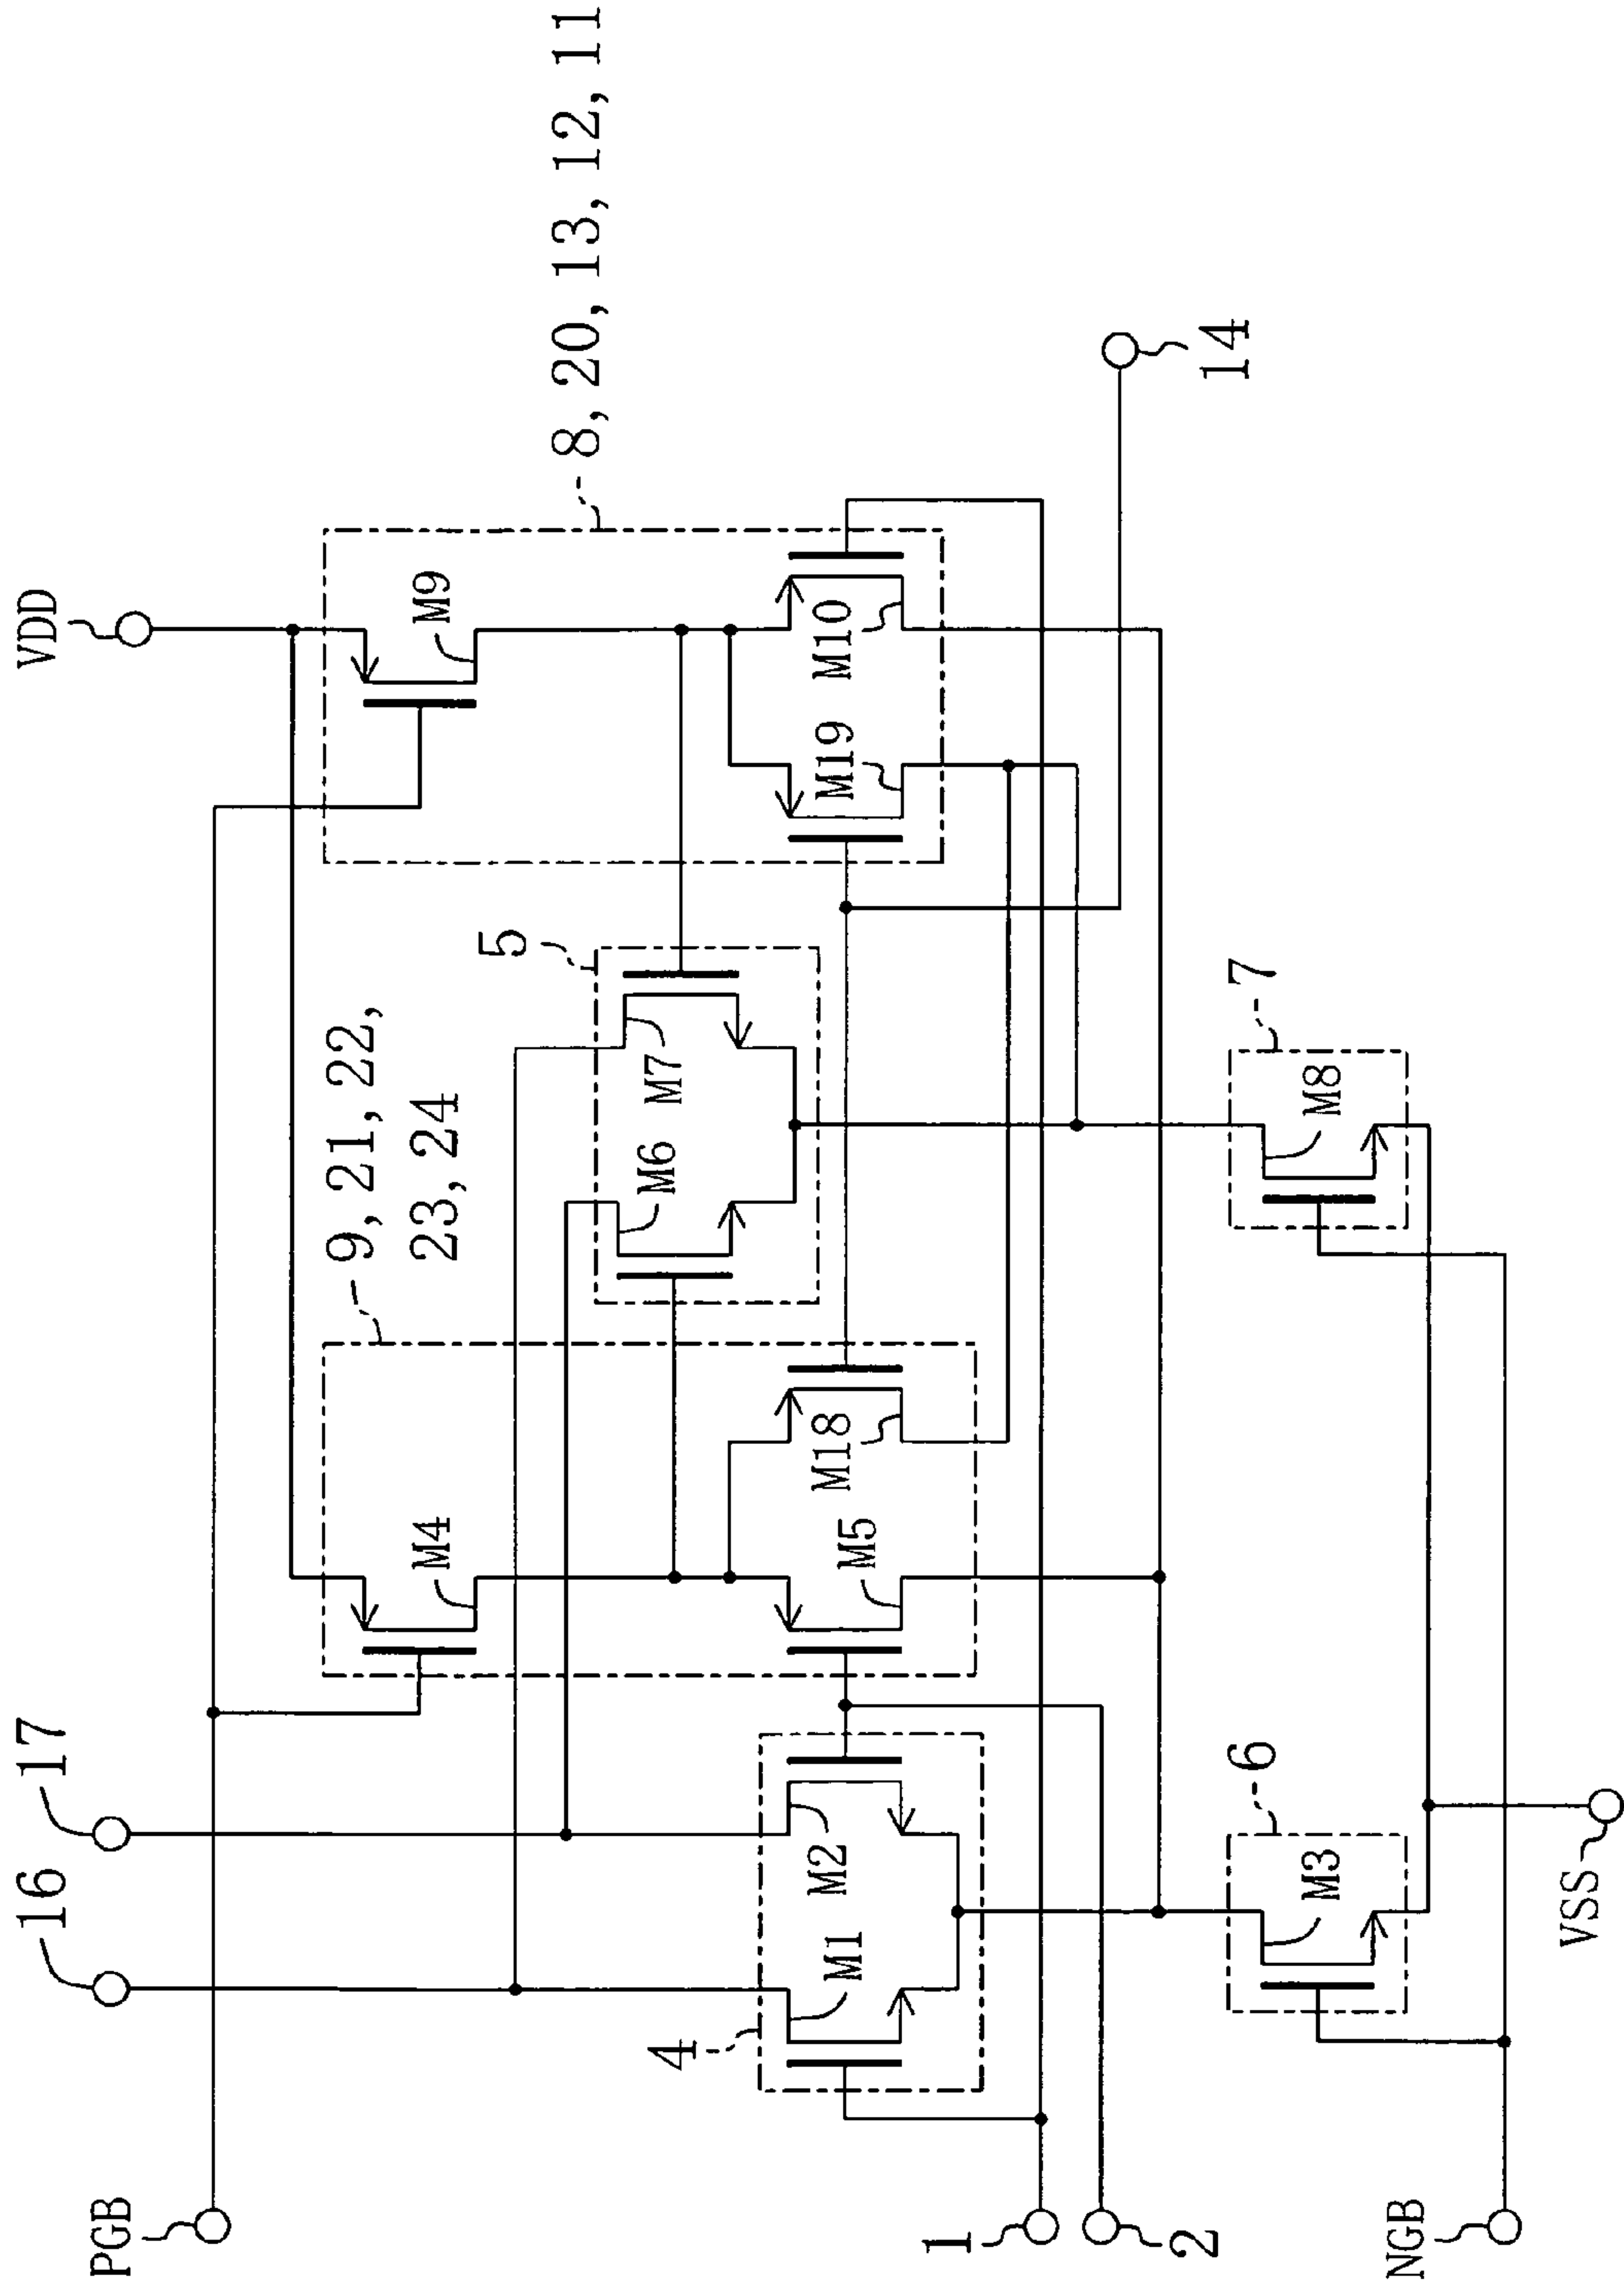 VDD
16
17
PGB
M9
M4
8, 20, 13, 12, 11
9, 21, 22,
23, 24
5
M6
M7
M19
M10
M5
M18
4
M1
M2
14
1
2
6
M3
7
M8
NGB
VSS